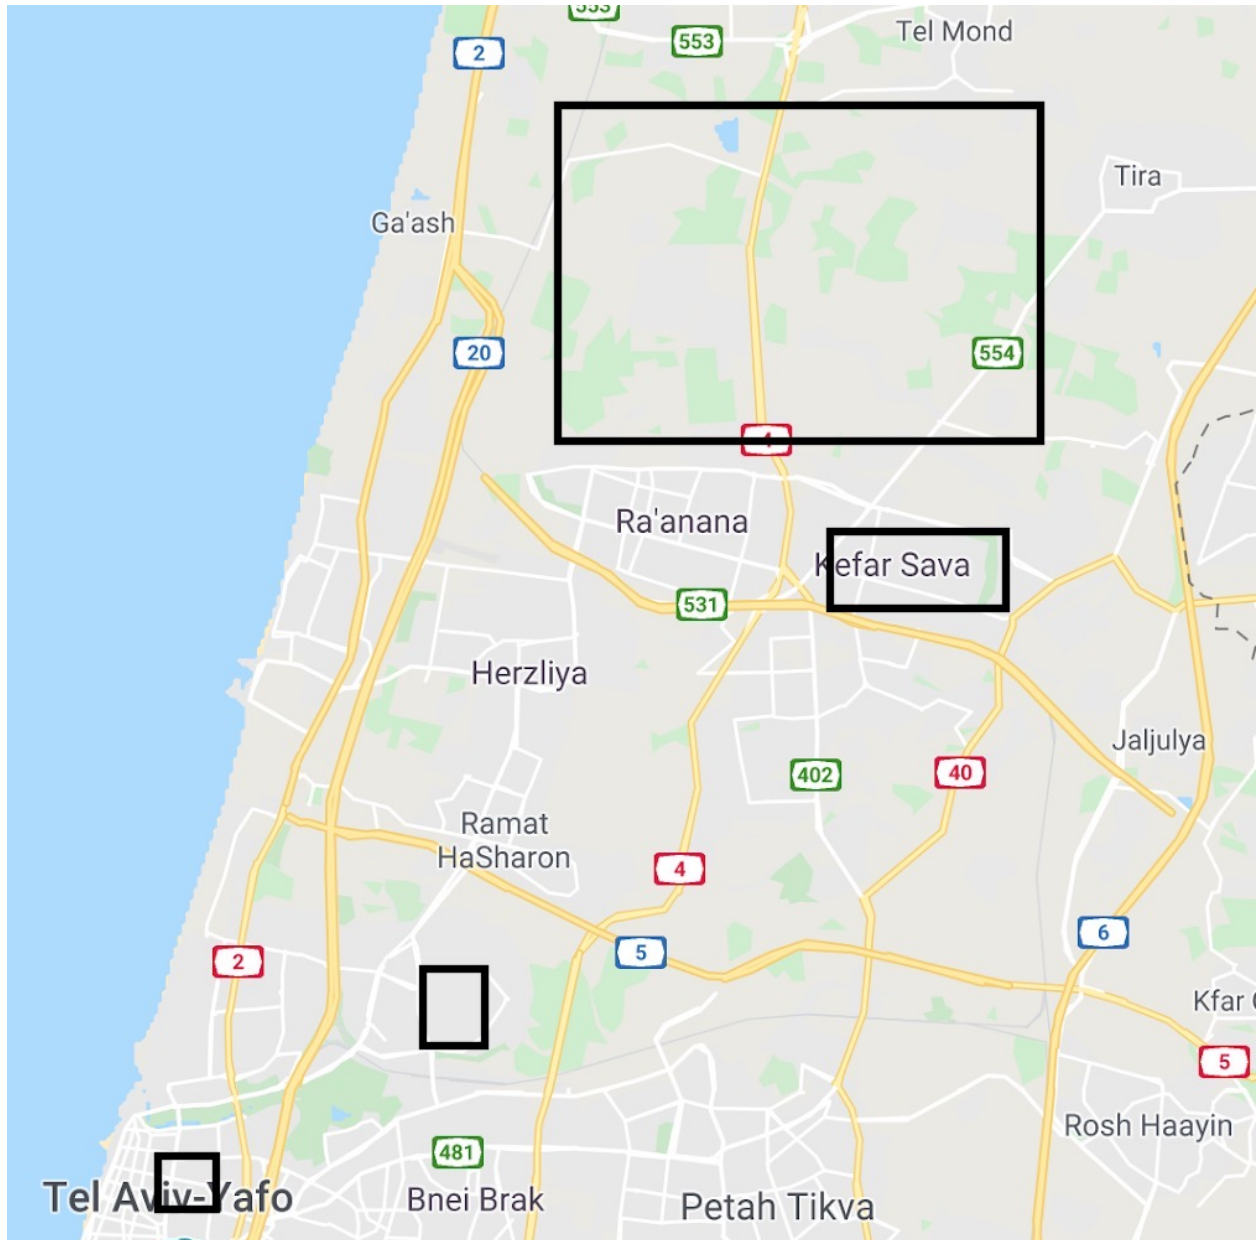 553
2
553
Tel Mond
Tira
Ga'ash
20
554
4
Ra'anana
Kefar Sava
531
Herzliya
Jaljulya
402
40
Ramat
HaSharon
4
6
5
2
Kfar
5
Rosh Haayin
481
Tel Aviv-Yafo
Bnei Brak
Petah Tikva